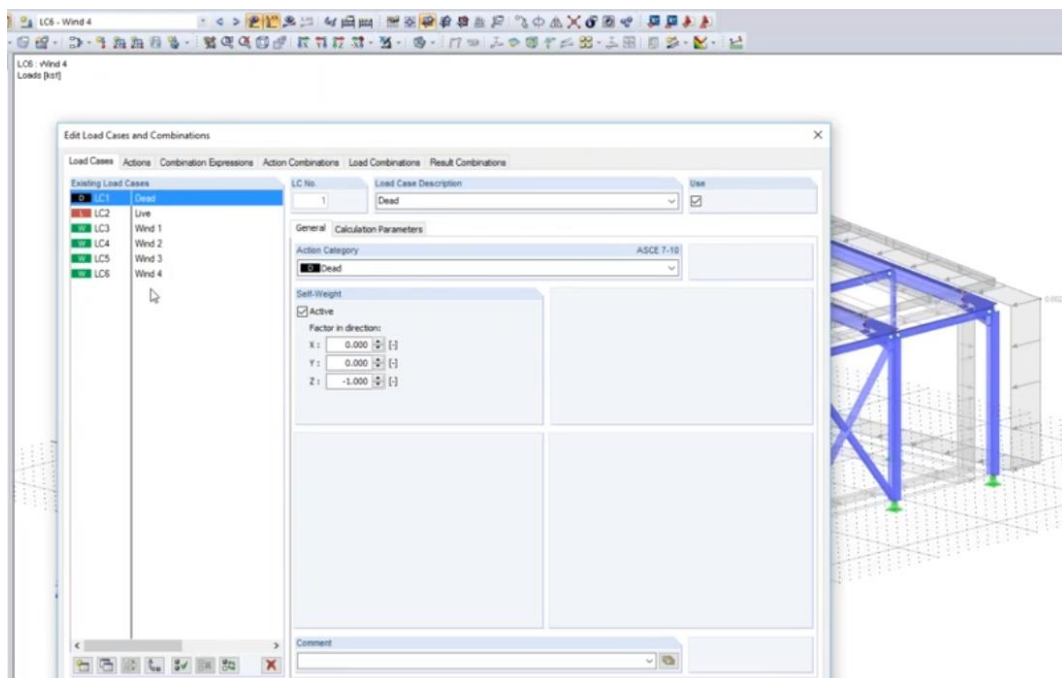 LC6 - Wind 4
LC6 : Wind 4
Loads [ksf]
Edit Load Cases and Combinations
Load Cases Actions Combination Expressions Action Combinations Load Combinations Result Combinations
Existing Load Cases
D LC1 Dead
L LC2 Live
W LC3 Wind 1
W LC4 Wind 2
W LC5 Wind 3
W LC6 Wind 4
LC No.
1
Load Case Description
Dead
Use
General Calculation Parameters
Action Category ASCE 7-10
D Dead
Self-Weight
Active
Factor in direction:
X : 0.000 [-]
Y : 0.000 [-]
Z : -1.000 [-]
Comment